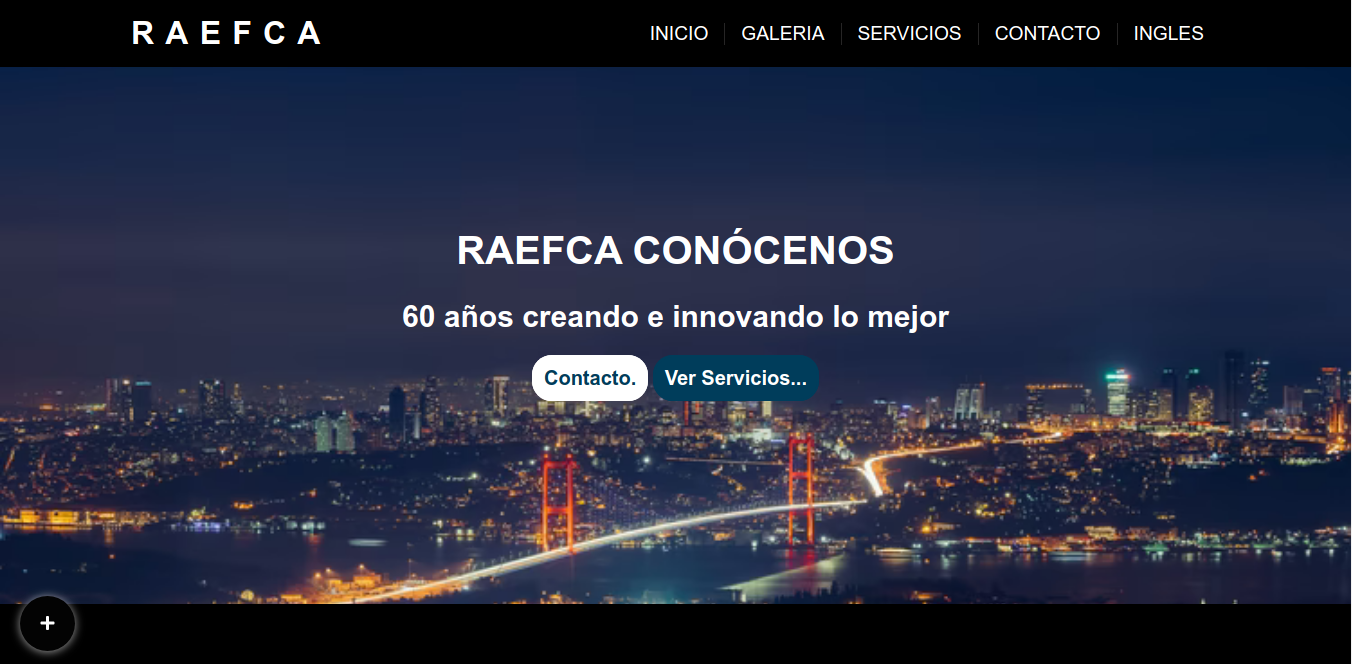 RAEFCA
INICIO GALERIA SERVICIOS CONTACTO INGLES
RAEFCA CONÓCENOS
60 años creando e innovando lo mejor
Contacto. Ver Servicios...
+